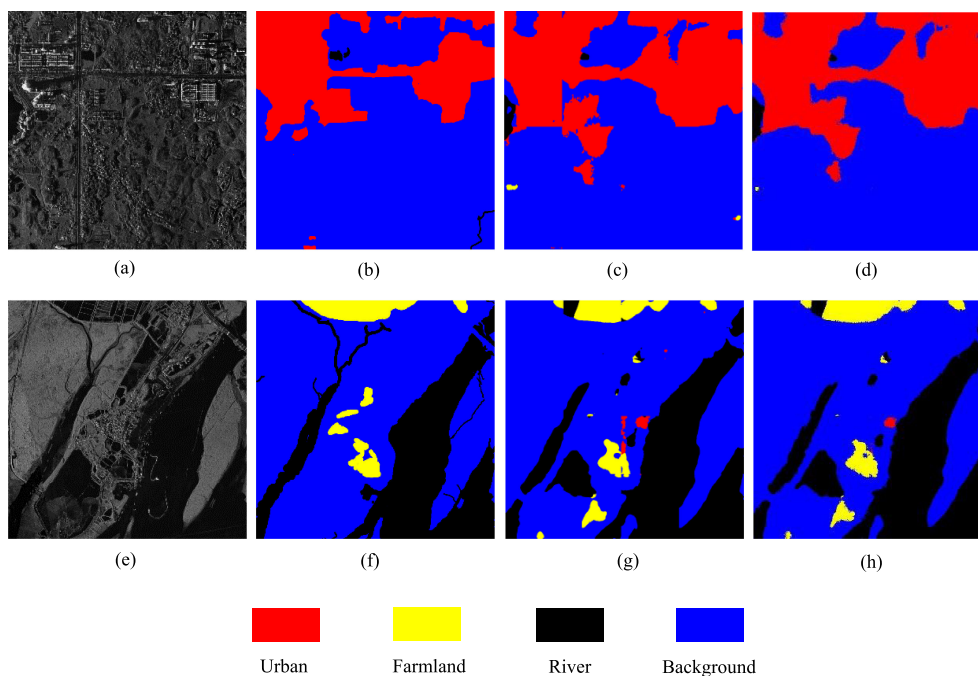 (a)
(b)
(c)
(d)
(e)
(f)
(g)
(h)
Urban
Farmland
River
Background